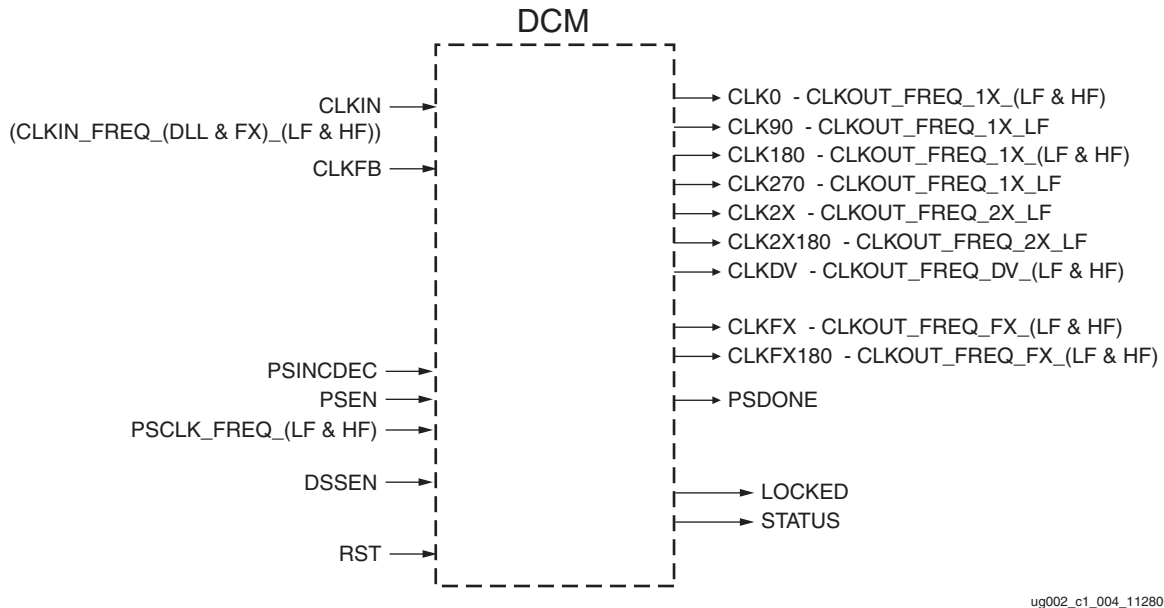 DCM
CLKIN
(CLKIN_FREQ_(DLL & FX)_(LF & HF))
CLKFB
PSINCDEC
PSEN
PSCLK_FREQ_(LF & HF)
DSSEN
RST
CLK0 - CLKOUT_FREQ_1X_(LF & HF)
CLK90 - CLKOUT_FREQ_1X_LF
CLK180 - CLKOUT_FREQ_1X_(LF & HF)
CLK270 - CLKOUT_FREQ_1X_LF
CLK2X - CLKOUT_FREQ_2X_LF
CLK2X180 - CLKOUT_FREQ_2X_LF
CLKDV - CLKOUT_FREQ_DV_(LF & HF)
CLKFX - CLKOUT_FREQ_FX_(LF & HF)
CLKFX180 - CLKOUT_FREQ_FX_(LF & HF)
PSDONE
LOCKED
STATUS
ug002_c1_004_11280